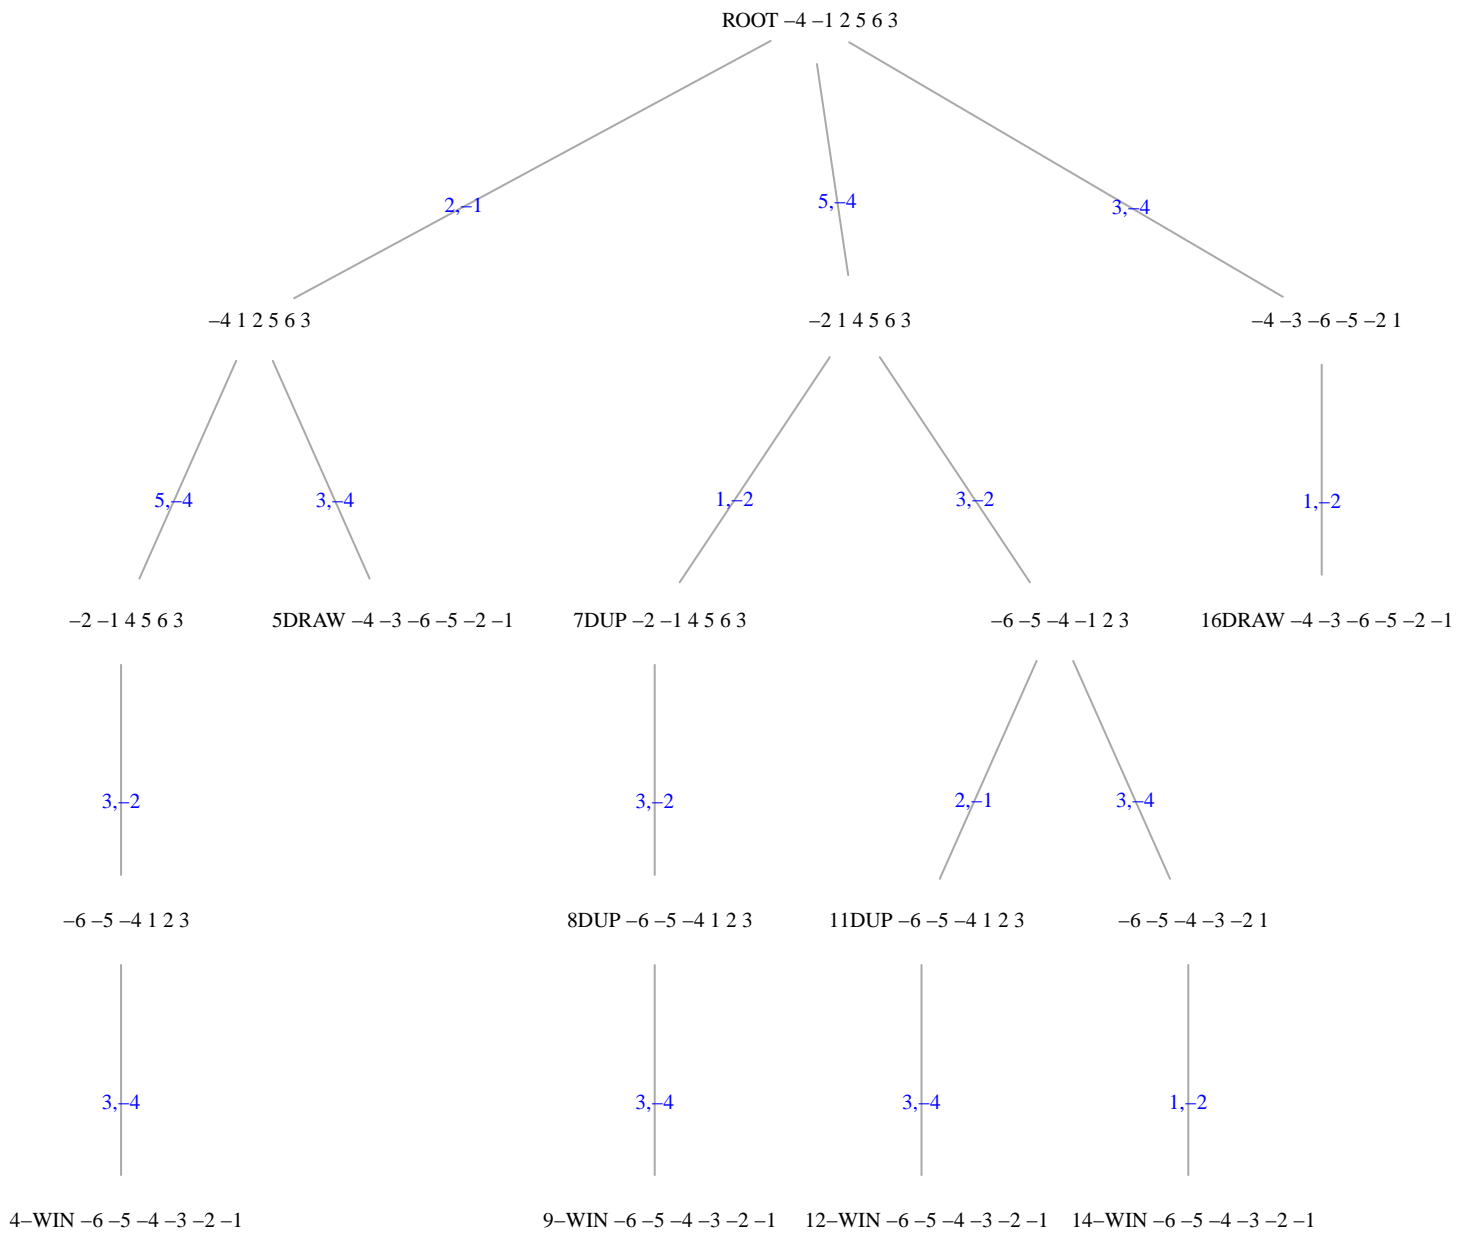 ROOT –4 –1 2 5 6 3
2,–1
5,–4
3,–4
–4 1 2 5 6 3
–2 1 4 5 6 3
–4 –3 –6 –5 –2 1
5,–4
3,–4
1,–2
3,–2
1,–2
–2 –1 4 5 6 3
5DRAW –4 –3 –6 –5 –2 –1
7DUP –2 –1 4 5 6 3
–6 –5 –4 –1 2 3
16DRAW –4 –3 –6 –5 –2 –1
3,–2
3,–2
2,–1
3,–4
–6 –5 –4 1 2 3
8DUP –6 –5 –4 1 2 3
11DUP –6 –5 –4 1 2 3
–6 –5 –4 –3 –2 1
3,–4
3,–4
3,–4
1,–2
4–WIN –6 –5 –4 –3 –2 –1
9–WIN –6 –5 –4 –3 –2 –1
12–WIN –6 –5 –4 –3 –2 –1
14–WIN –6 –5 –4 –3 –2 –1